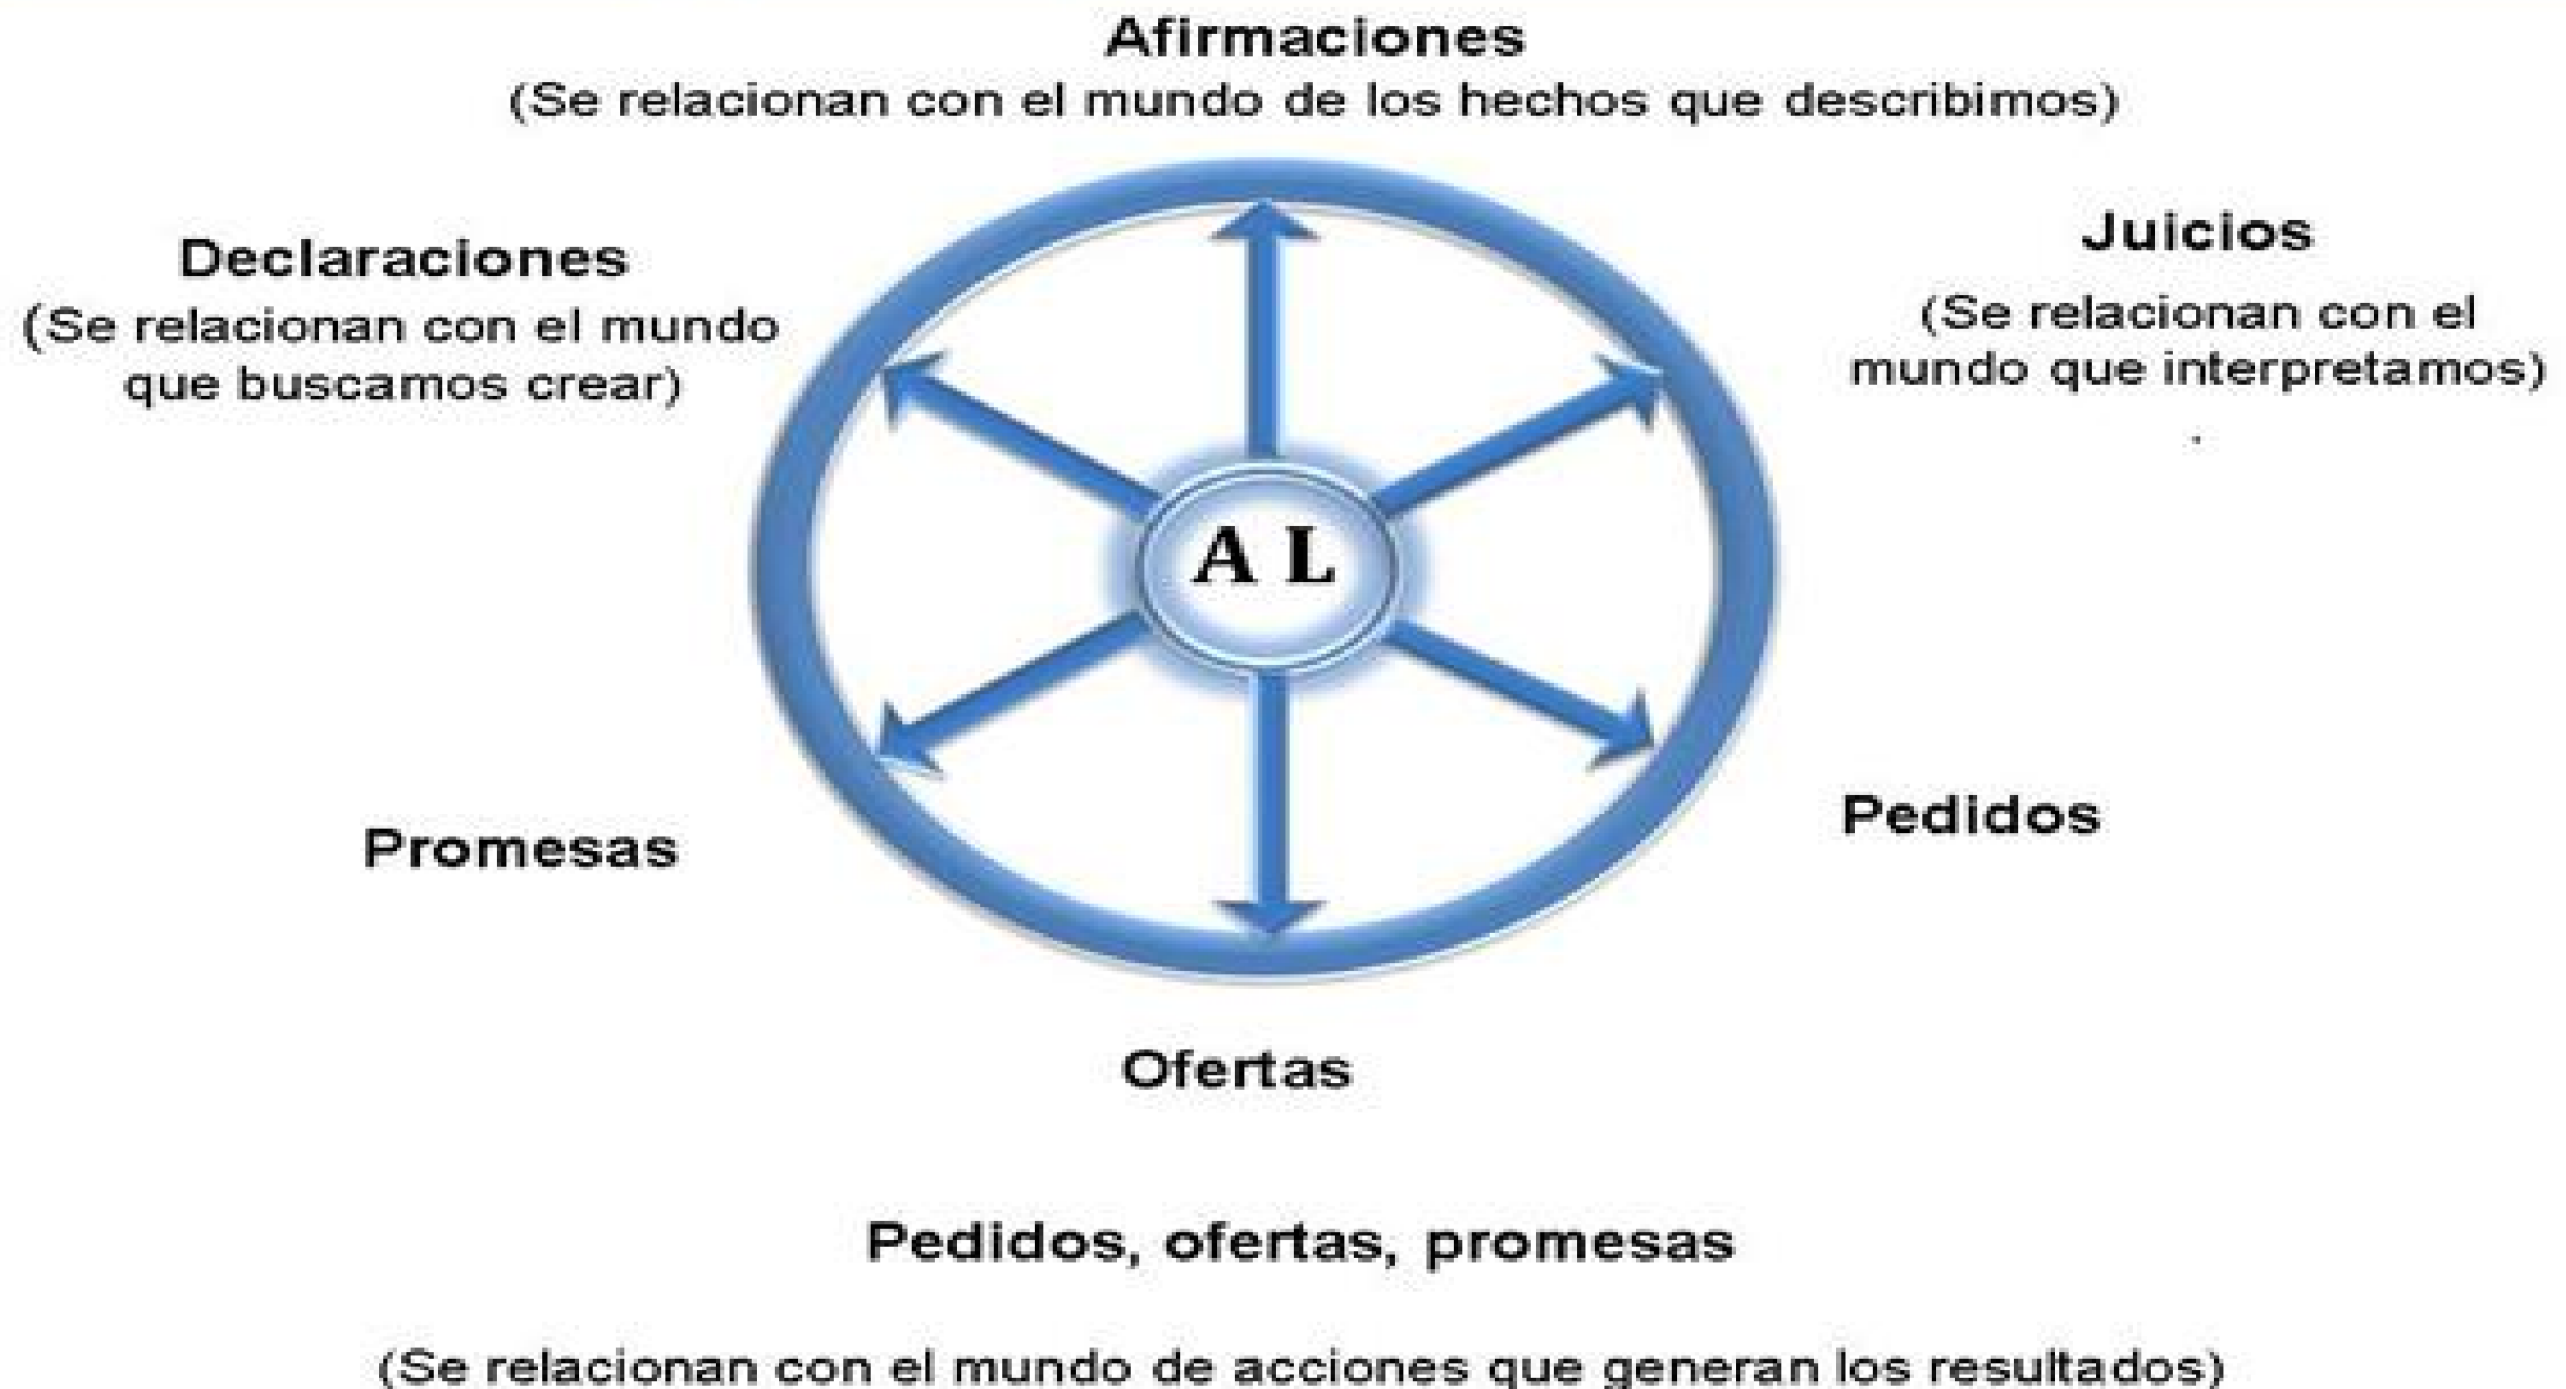 Afirmaciones
(Se relacionan con el mundo de los hechos que describimos)
Declaraciones
(Se relacionan con el mundo
que buscamos crear)
Juicios
(Se relacionan con el
mundo que interpretamos)
.
A L
Promesas
Pedidos
Ofertas
Pedidos, ofertas, promesas
(Se relacionan con el mundo de acciones que generan los resultados)